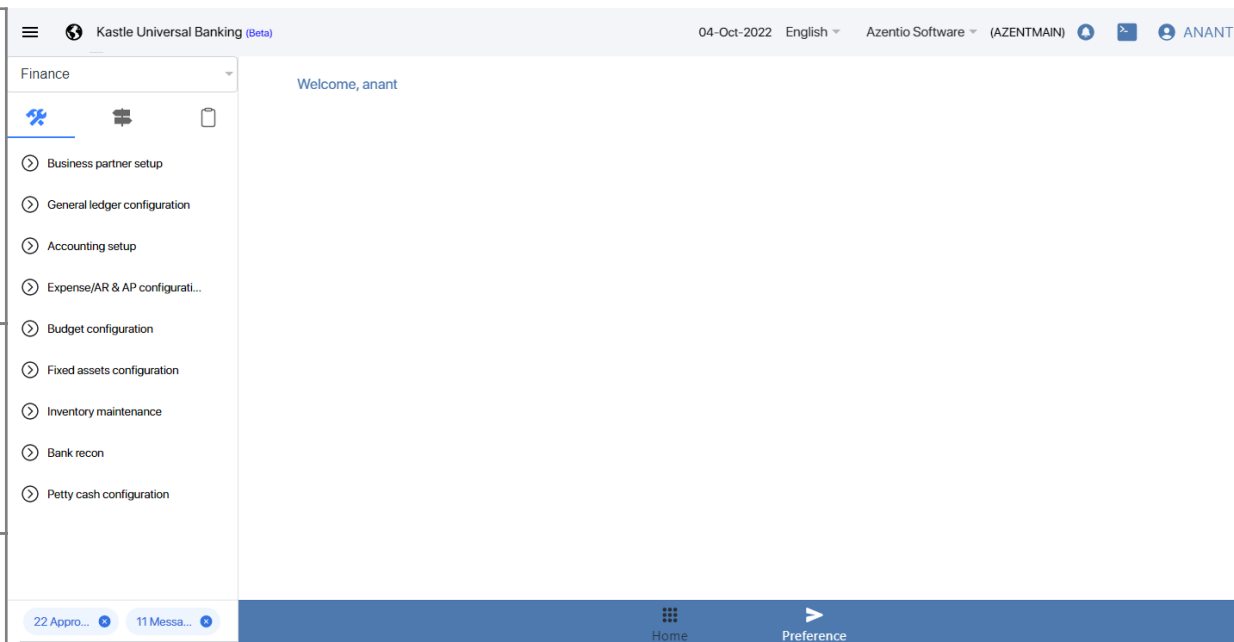 Kastle Universal Banking (Beta)
04-Oct-2022 English Azentio Software (AZENTMAIN) ANANT
Finance
Welcome, anant
Business partner setup
General ledger configuration
Accounting setup
Expense/AR & AP configurati...
Budget configuration
Fixed assets configuration
Inventory maintenance
Bank recon
Petty cash configuration
22 Appro... 11 Messa...
Home Preference